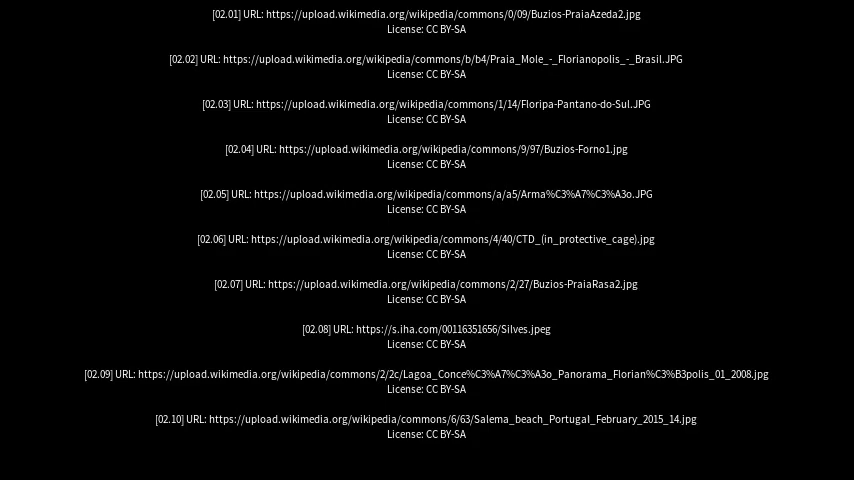 [02.01] URL: https://upload.wikimedia.org/wikipedia/commons/0/09/Buzios-PraiaAzeda2.jpg
License: CC BY-SA
[02.02] URL: https://upload.wikimedia.org/wikipedia/commons/b/b4/Praia_Mole_-_Florianopolis_-_Brasil.JPG
License: CC BY-SA
[02.03] URL: https://upload.wikimedia.org/wikipedia/commons/1/14/Floripa-Pantano-do-Sul.JPG
License: CC BY-SA
[02.04] URL: https://upload.wikimedia.org/wikipedia/commons/9/97/Buzios-Forno1.jpg
License: CC BY-SA
[02.05] URL: https://upload.wikimedia.org/wikipedia/commons/a/a5/Arma%C3%A7%C3%A3o.JPG
License: CC BY-SA
[02.06] URL: https://upload.wikimedia.org/wikipedia/commons/4/40/CTD_(in_protective_cage).jpg
License: CC BY-SA
[02.07] URL: https://upload.wikimedia.org/wikipedia/commons/2/27/Buzios-PraiaRasa2.jpg
License: CC BY-SA
[02.08] URL: https://s.iha.com/00116351656/Silves.jpeg
License: CC BY-SA
[02.09] URL: https://upload.wikimedia.org/wikipedia/commons/2/2c/Lagoa_Conce%C3%A7%C3%A3o_Panorama_Florian%C3%B3polis_01_2008.jpg
License: CC BY-SA
[02.10] URL: https://upload.wikimedia.org/wikipedia/commons/6/63/Salema_beach_Portugal_February_2015_14.jpg
License: CC BY-SA